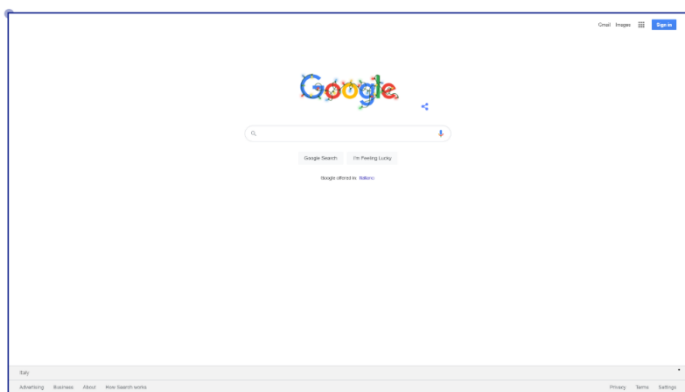 Gmail Images Sign in
Google
Google Search I'm Feeling Lucky
Google offered in: Italiano
Italy
Advertising Business About How Search works Privacy Terms Settings